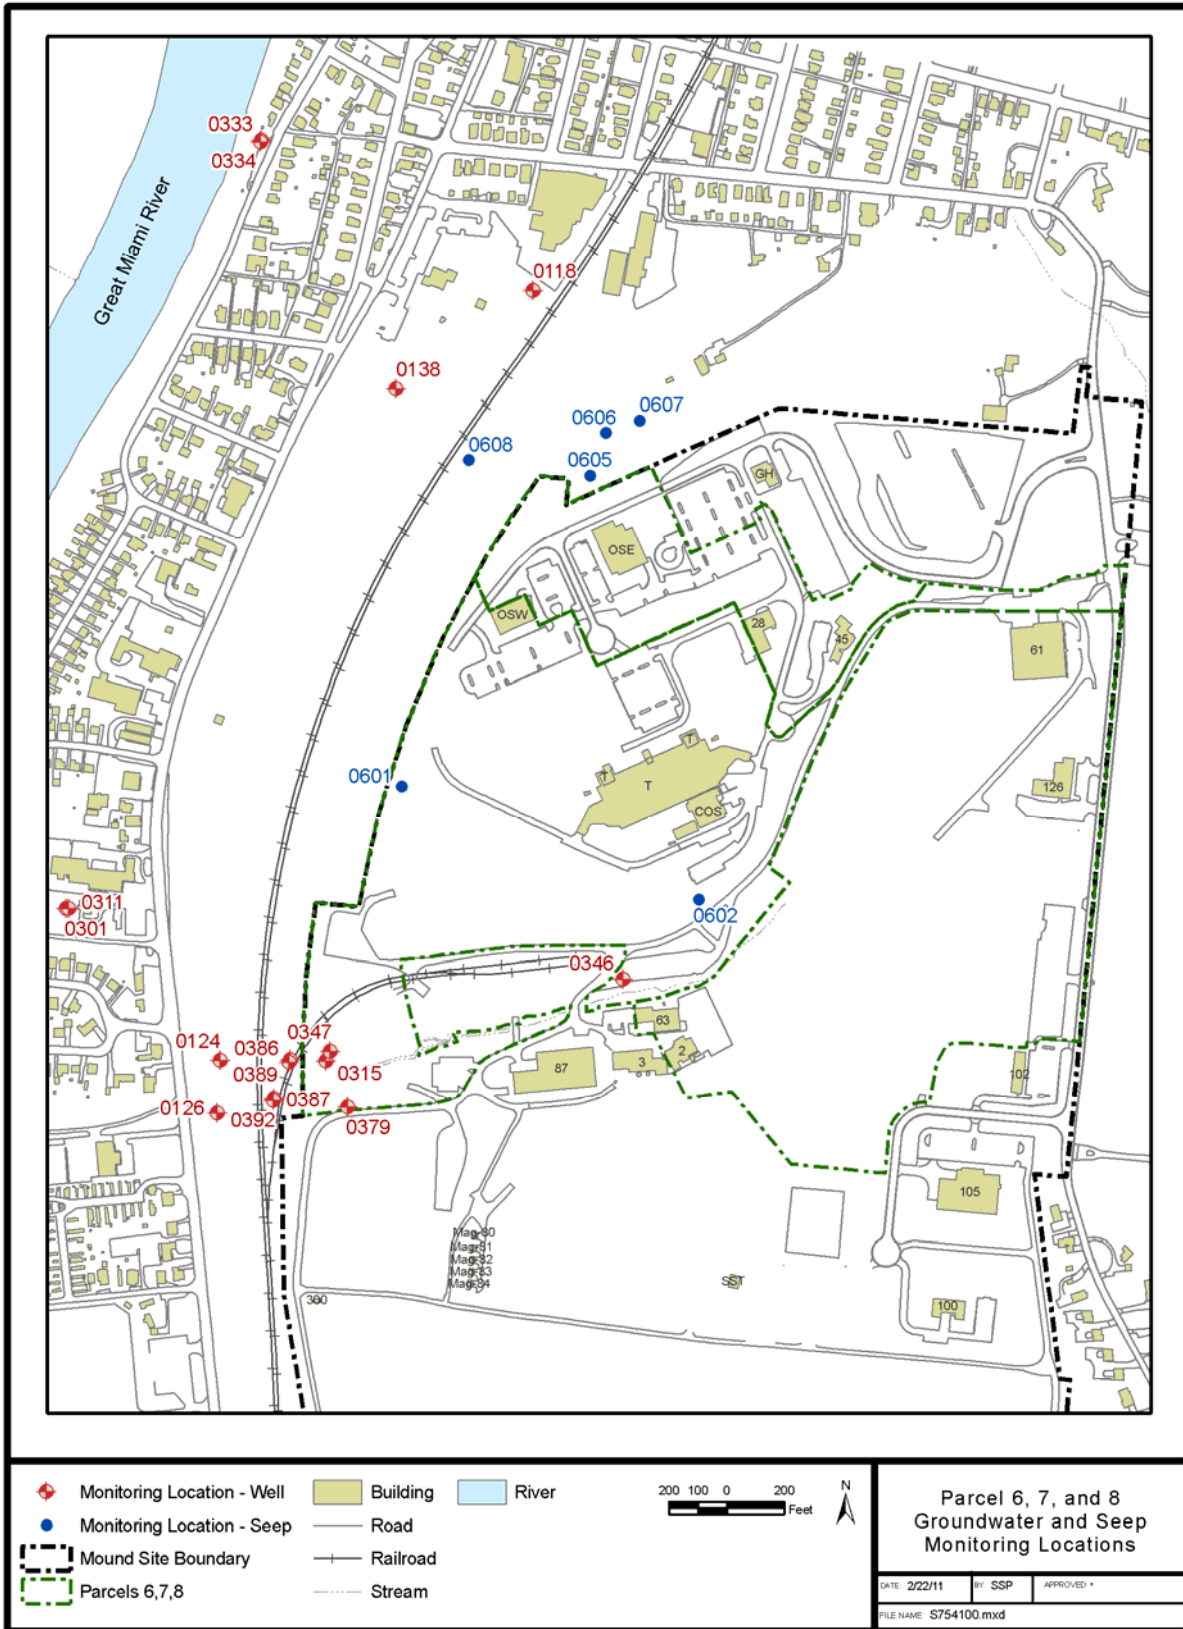 0333
0334
Great Miami River
0118
0138
0607
0606
0608
0605
GH
OSE
OSW
28
45
61
T
T
T
0601
126
COS
0311
0301
0602
0346
63
0347
0124
0386
0315
0389
87
3
2
102
0387
0126
0392
0379
105
Mag-80
Mag-81
Mag-82
Mag-83
Mag-84
SST
300
100
Monitoring Location - Well
Building
River
Monitoring Location - Seep
Road
Mound Site Boundary
Railroad
Parcels 6,7,8
Stream
200 100 0 200
Feet
N
Parcel 6, 7, and 8
Groundwater and Seep
Monitoring Locations
DATE: 2/22/11
BY: SSP
APPROVED: *
FILE NAME: S754100.mxd